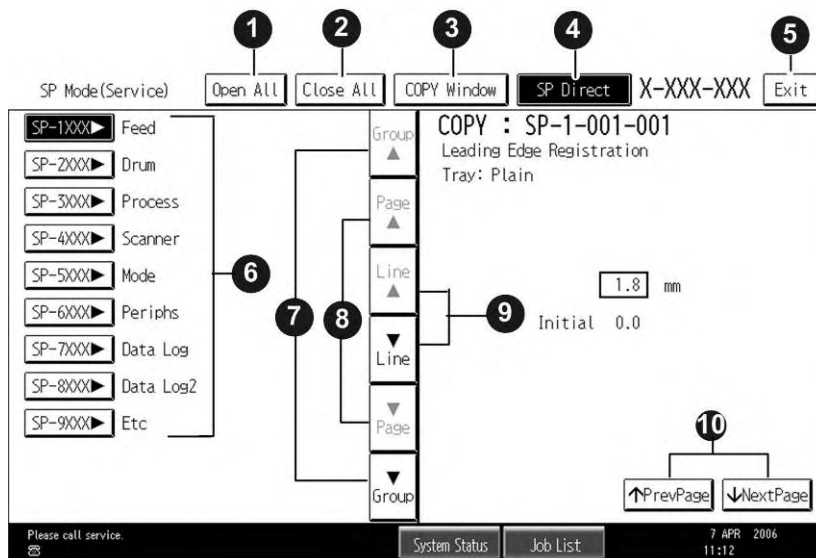 1 2 3 4 5
SP Mode(Service) Open All Close All COPY Window SP Direct X-XXX-XXX Exit
SP-1XXX▶ Feed
SP-2XXX▶ Drum
SP-3XXX▶ Process
SP-4XXX▶ Scanner
SP-5XXX▶ Mode
SP-6XXX▶ Periphs
SP-7XXX▶ Data Log
SP-8XXX▶ Data Log2
SP-9XXX▶ Etc
6
7
8
Group
▲
Page
▲
Line
▲
▼
Line
▼
Page
▼
Group
9
COPY : SP-1-001-001
Leading Edge Registration
Tray: Plain
1.8 mm
Initial 0.0
10
↑PrevPage ↓NextPage
Please call service.
System Status Job List
7 APR 2006
11:12